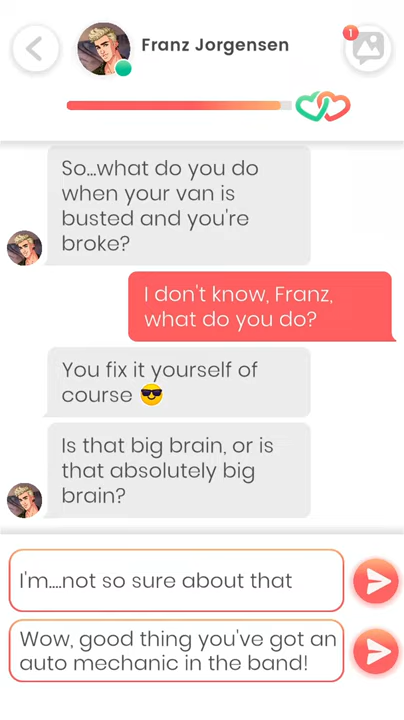 Franz Jorgensen
1
So...what do you do
when your van is
busted and you're
broke?
I don't know, Franz,
what do you do?
You fix it yourself of
course 😎
Is that big brain, or is
that absolutely big
brain?
I'm....not so sure about that
Wow, good thing you've got an
auto mechanic in the band!